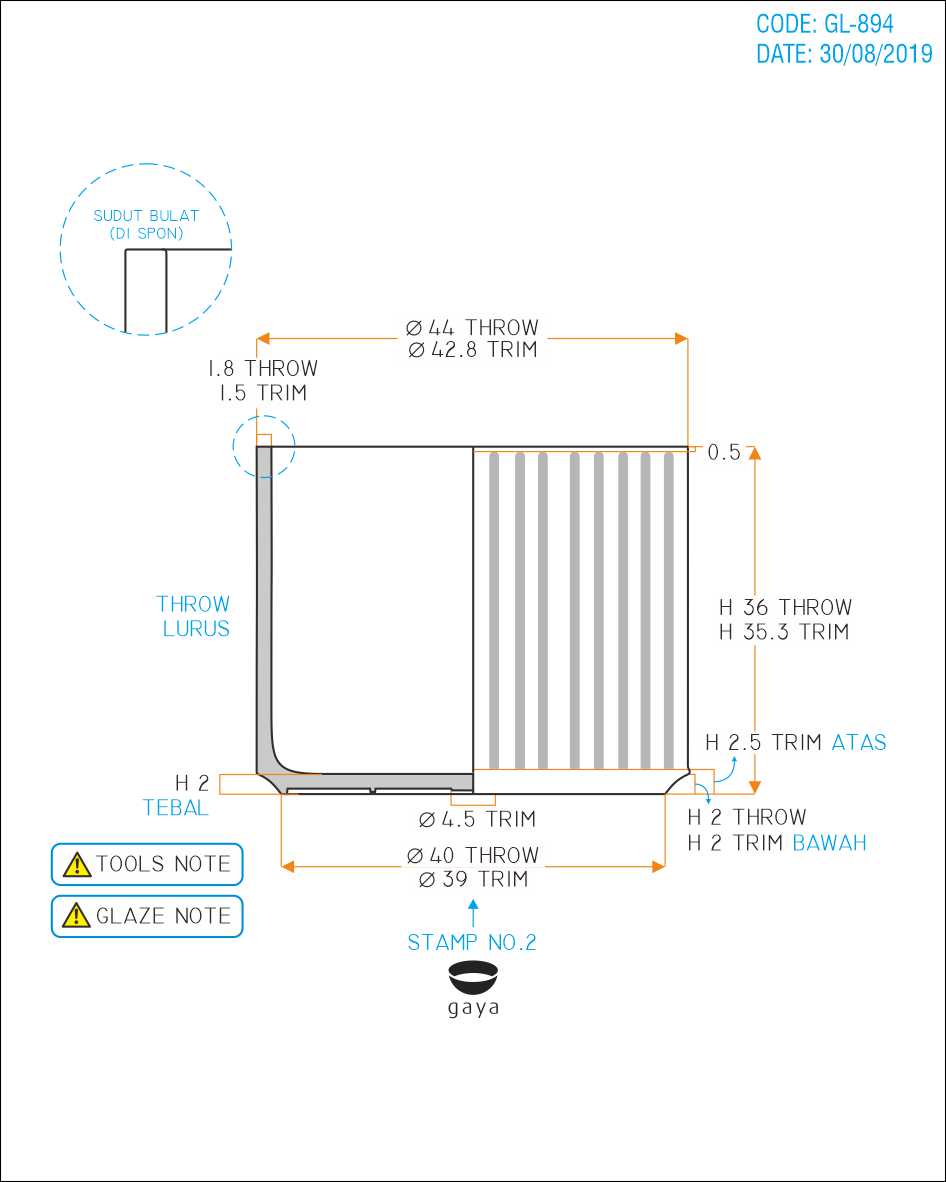 CODE: GL-894
DATE: 30/08/2019
SUDUT BULAT
(DI SPON)
Ø 44 THROW
Ø 42.8 TRIM
1.8 THROW
1.5 TRIM
0.5
THROW
LURUS
H 36 THROW
H 35.3 TRIM
H 2.5 TRIM ATAS
H 2
TEBAL
Ø 4.5 TRIM
H 2 THROW
H 2 TRIM BAWAH
Ø 40 THROW
Ø 39 TRIM
TOOLS NOTE
GLAZE NOTE
STAMP NO.2
gaya